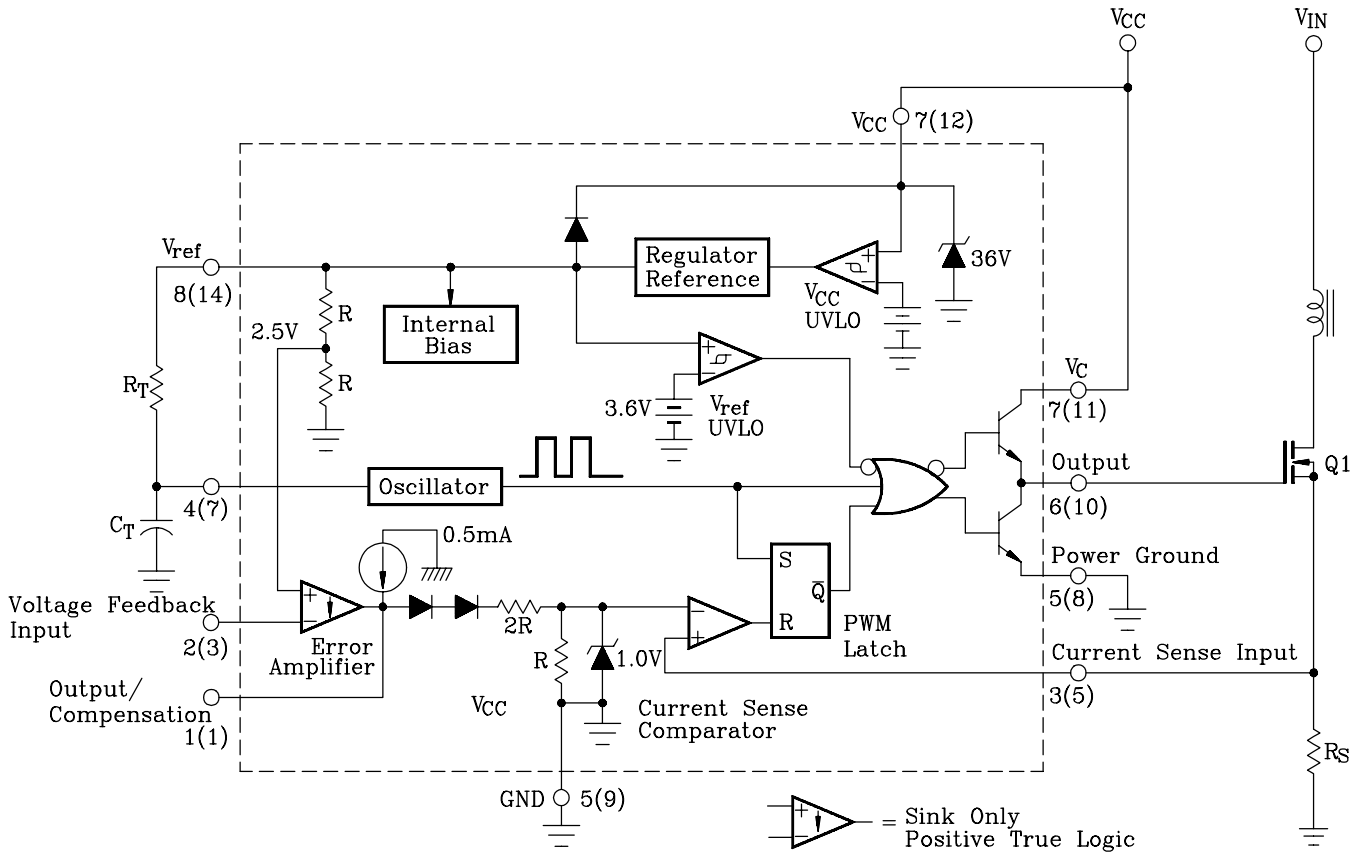 VCC
VIN
VCC 7(12)
Vref
8(14)
R
2.5V
R
Internal
Bias
Regulator
Reference
+
−
VCC
UVLO
36V
RT
3.6V
+
−
Vref
UVLO
VC
7(11)
Output
6(10)
Q1
4(7)
CT
Oscillator
0.5mA
S
Q̅
R
PWM
Latch
Power Ground
5(8)
Voltage Feedback
Input
2(3)
+
−
Error
Amplifier
2R
R
1.0V
−
+
Current Sense Input
3(5)
Output/
Compensation
1(1)
VCC
Current Sense
Comparator
RS
GND 5(9)
+
−
= Sink Only
Positive True Logic